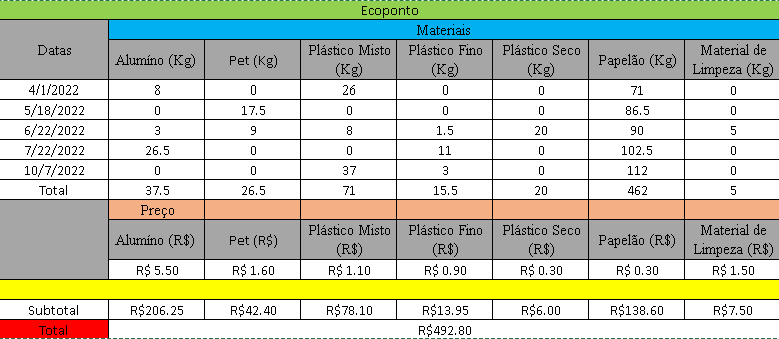 Ecoponto
Datas Materiais
Alumíno (Kg) Pet (Kg) Plástico Misto (Kg) Plástico Fino (Kg) Plástico Seco (Kg) Papelão (Kg) Material de Limpeza (Kg)
4/1/2022 8 0 26 0 0 71 0
5/18/2022 0 17.5 0 0 0 86.5 0
6/22/2022 3 9 8 1.5 20 90 5
7/22/2022 26.5 0 0 11 0 102.5 0
10/7/2022 0 0 37 3 0 112 0
Total 37.5 26.5 71 15.5 20 462 5
Preço
Alumíno (R$) Pet (R$) Plástico Misto (R$) Plástico Fino (R$) Plástico Seco (R$) Papelão (R$) Material de Limpeza (R$)
R$ 5.50 R$ 1.60 R$ 1.10 R$ 0.90 R$ 0.30 R$ 0.30 R$ 1.50
Subtotal R$206.25 R$42.40 R$78.10 R$13.95 R$6.00 R$138.60 R$7.50
Total R$492.80